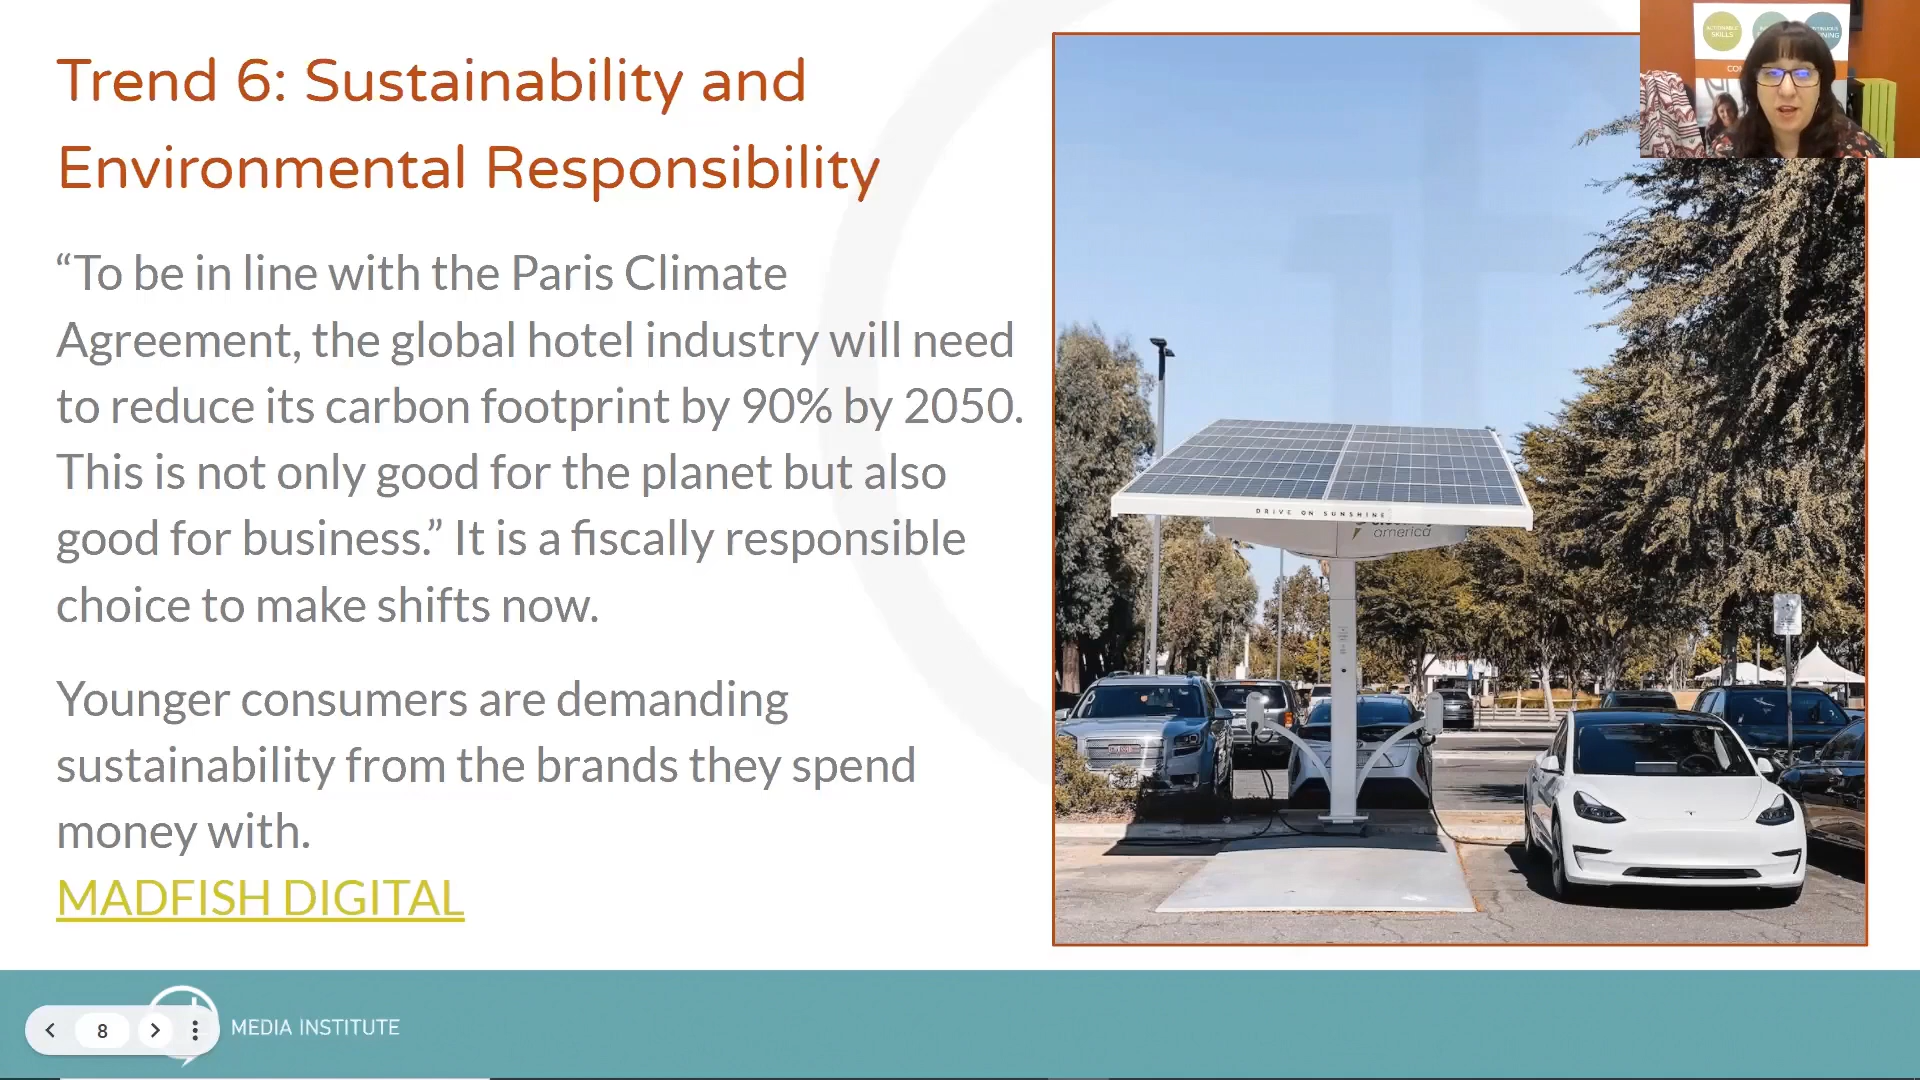 Trend 6: Sustainability and
Environmental Responsibility
“To be in line with the Paris Climate
Agreement, the global hotel industry will need
to reduce its carbon footprint by 90% by 2050.
This is not only good for the planet but also
good for business.” It is a fiscally responsible
choice to make shifts now.
Younger consumers are demanding
sustainability from the brands they spend
money with.
MADFISH DIGITAL
DRIVE ON SUNSHINE
america
SKILLS
8
MEDIA INSTITUTE